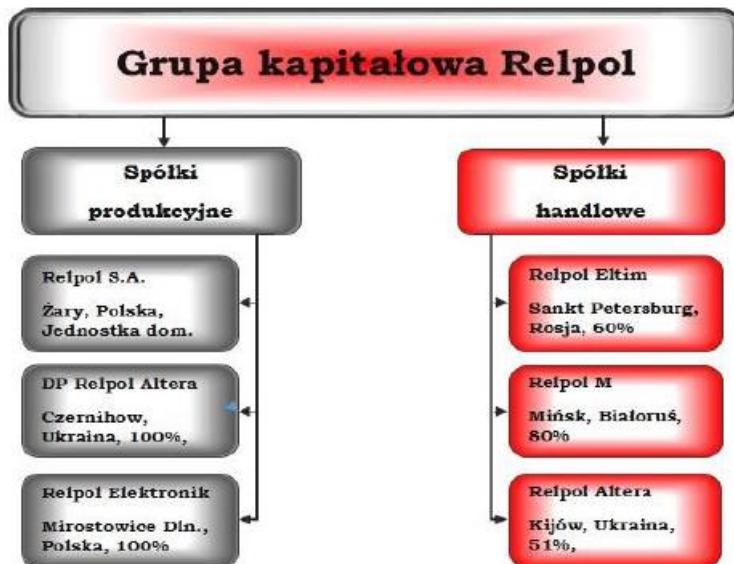 Grupa kapitałowa Relpol
Spółki
produkcyjne
Relpol S.A.
Żary, Polska,
Jednostka dom.
DP Relpol Altera
Czernihow,
Ukraina, 100%,
Relpol Elektronik
Mirostowice Dln.,
Polska, 100%
Spółki
handlowe
Relpol Eltim
Sankt Petersburg,
Rosja, 60%
Relpol M
Mińsk, Białoruś,
80%
Relpol Altera
Kijów, Ukraina,
51%,